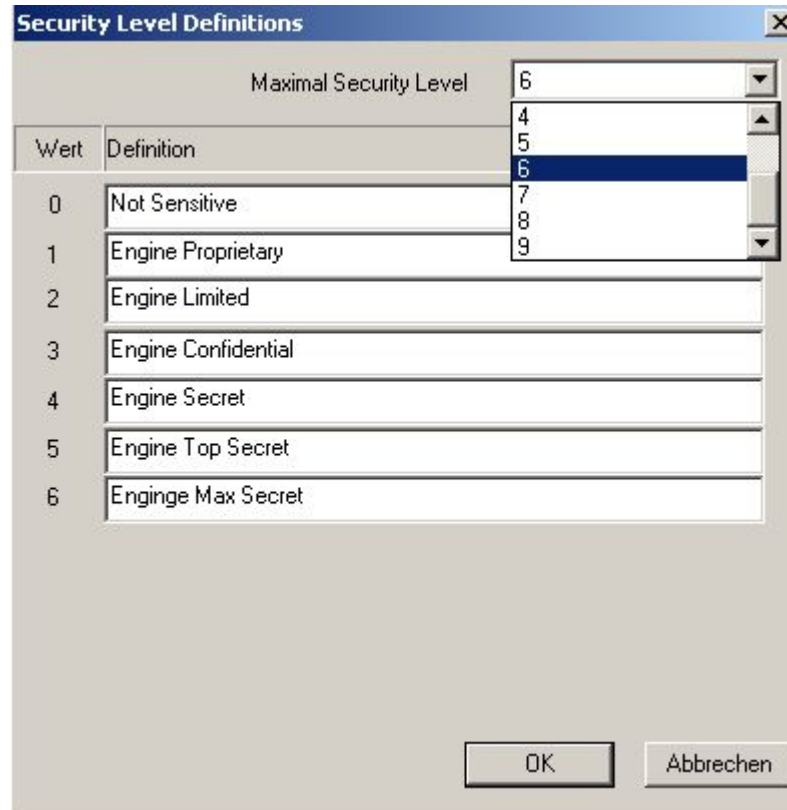 Security Level Definitions
Maximal Security Level 6
4
5
6
7
8
9
Wert Definition
0 Not Sensitive
1 Engine Proprietary
2 Engine Limited
3 Engine Confidential
4 Engine Secret
5 Engine Top Secret
6 Enginge Max Secret
OK Abbrechen